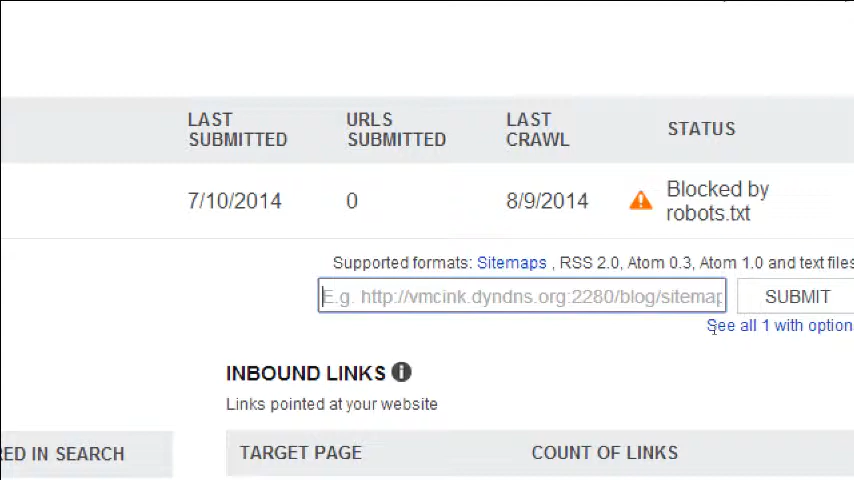 LAST SUBMITTED
URLS SUBMITTED
LAST CRAWL
STATUS
7/10/2014
0
8/9/2014
Blocked by robots.txt
Supported formats: Sitemaps , RSS 2.0, Atom 0.3, Atom 1.0 and text files
E.g. http://vmcink.dyndns.org:2280/blog/sitemap
SUBMIT
See all 1 with option
INBOUND LINKS
Links pointed at your website
RED IN SEARCH
TARGET PAGE
COUNT OF LINKS